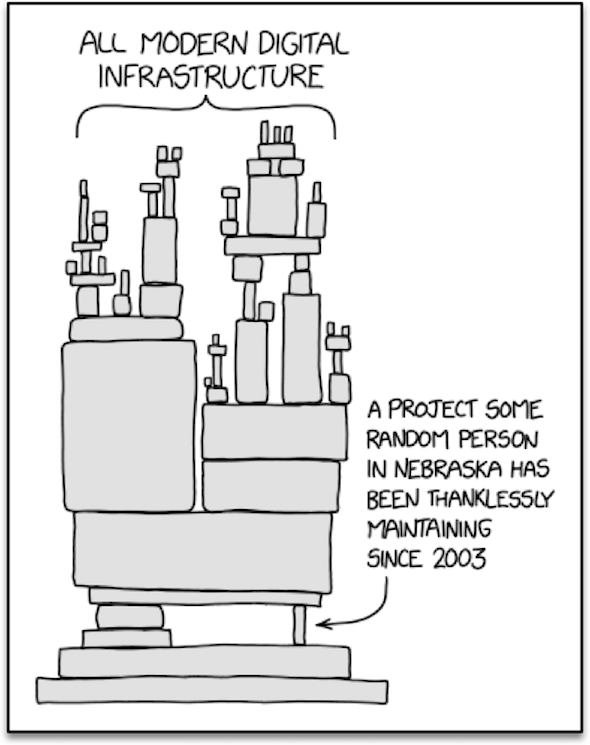 ALL MODERN DIGITAL
INFRASTRUCTURE
A PROJECT SOME
RANDOM PERSON
IN NEBRASKA HAS
BEEN THANKLESSLY
MAINTAINING
SINCE 2003